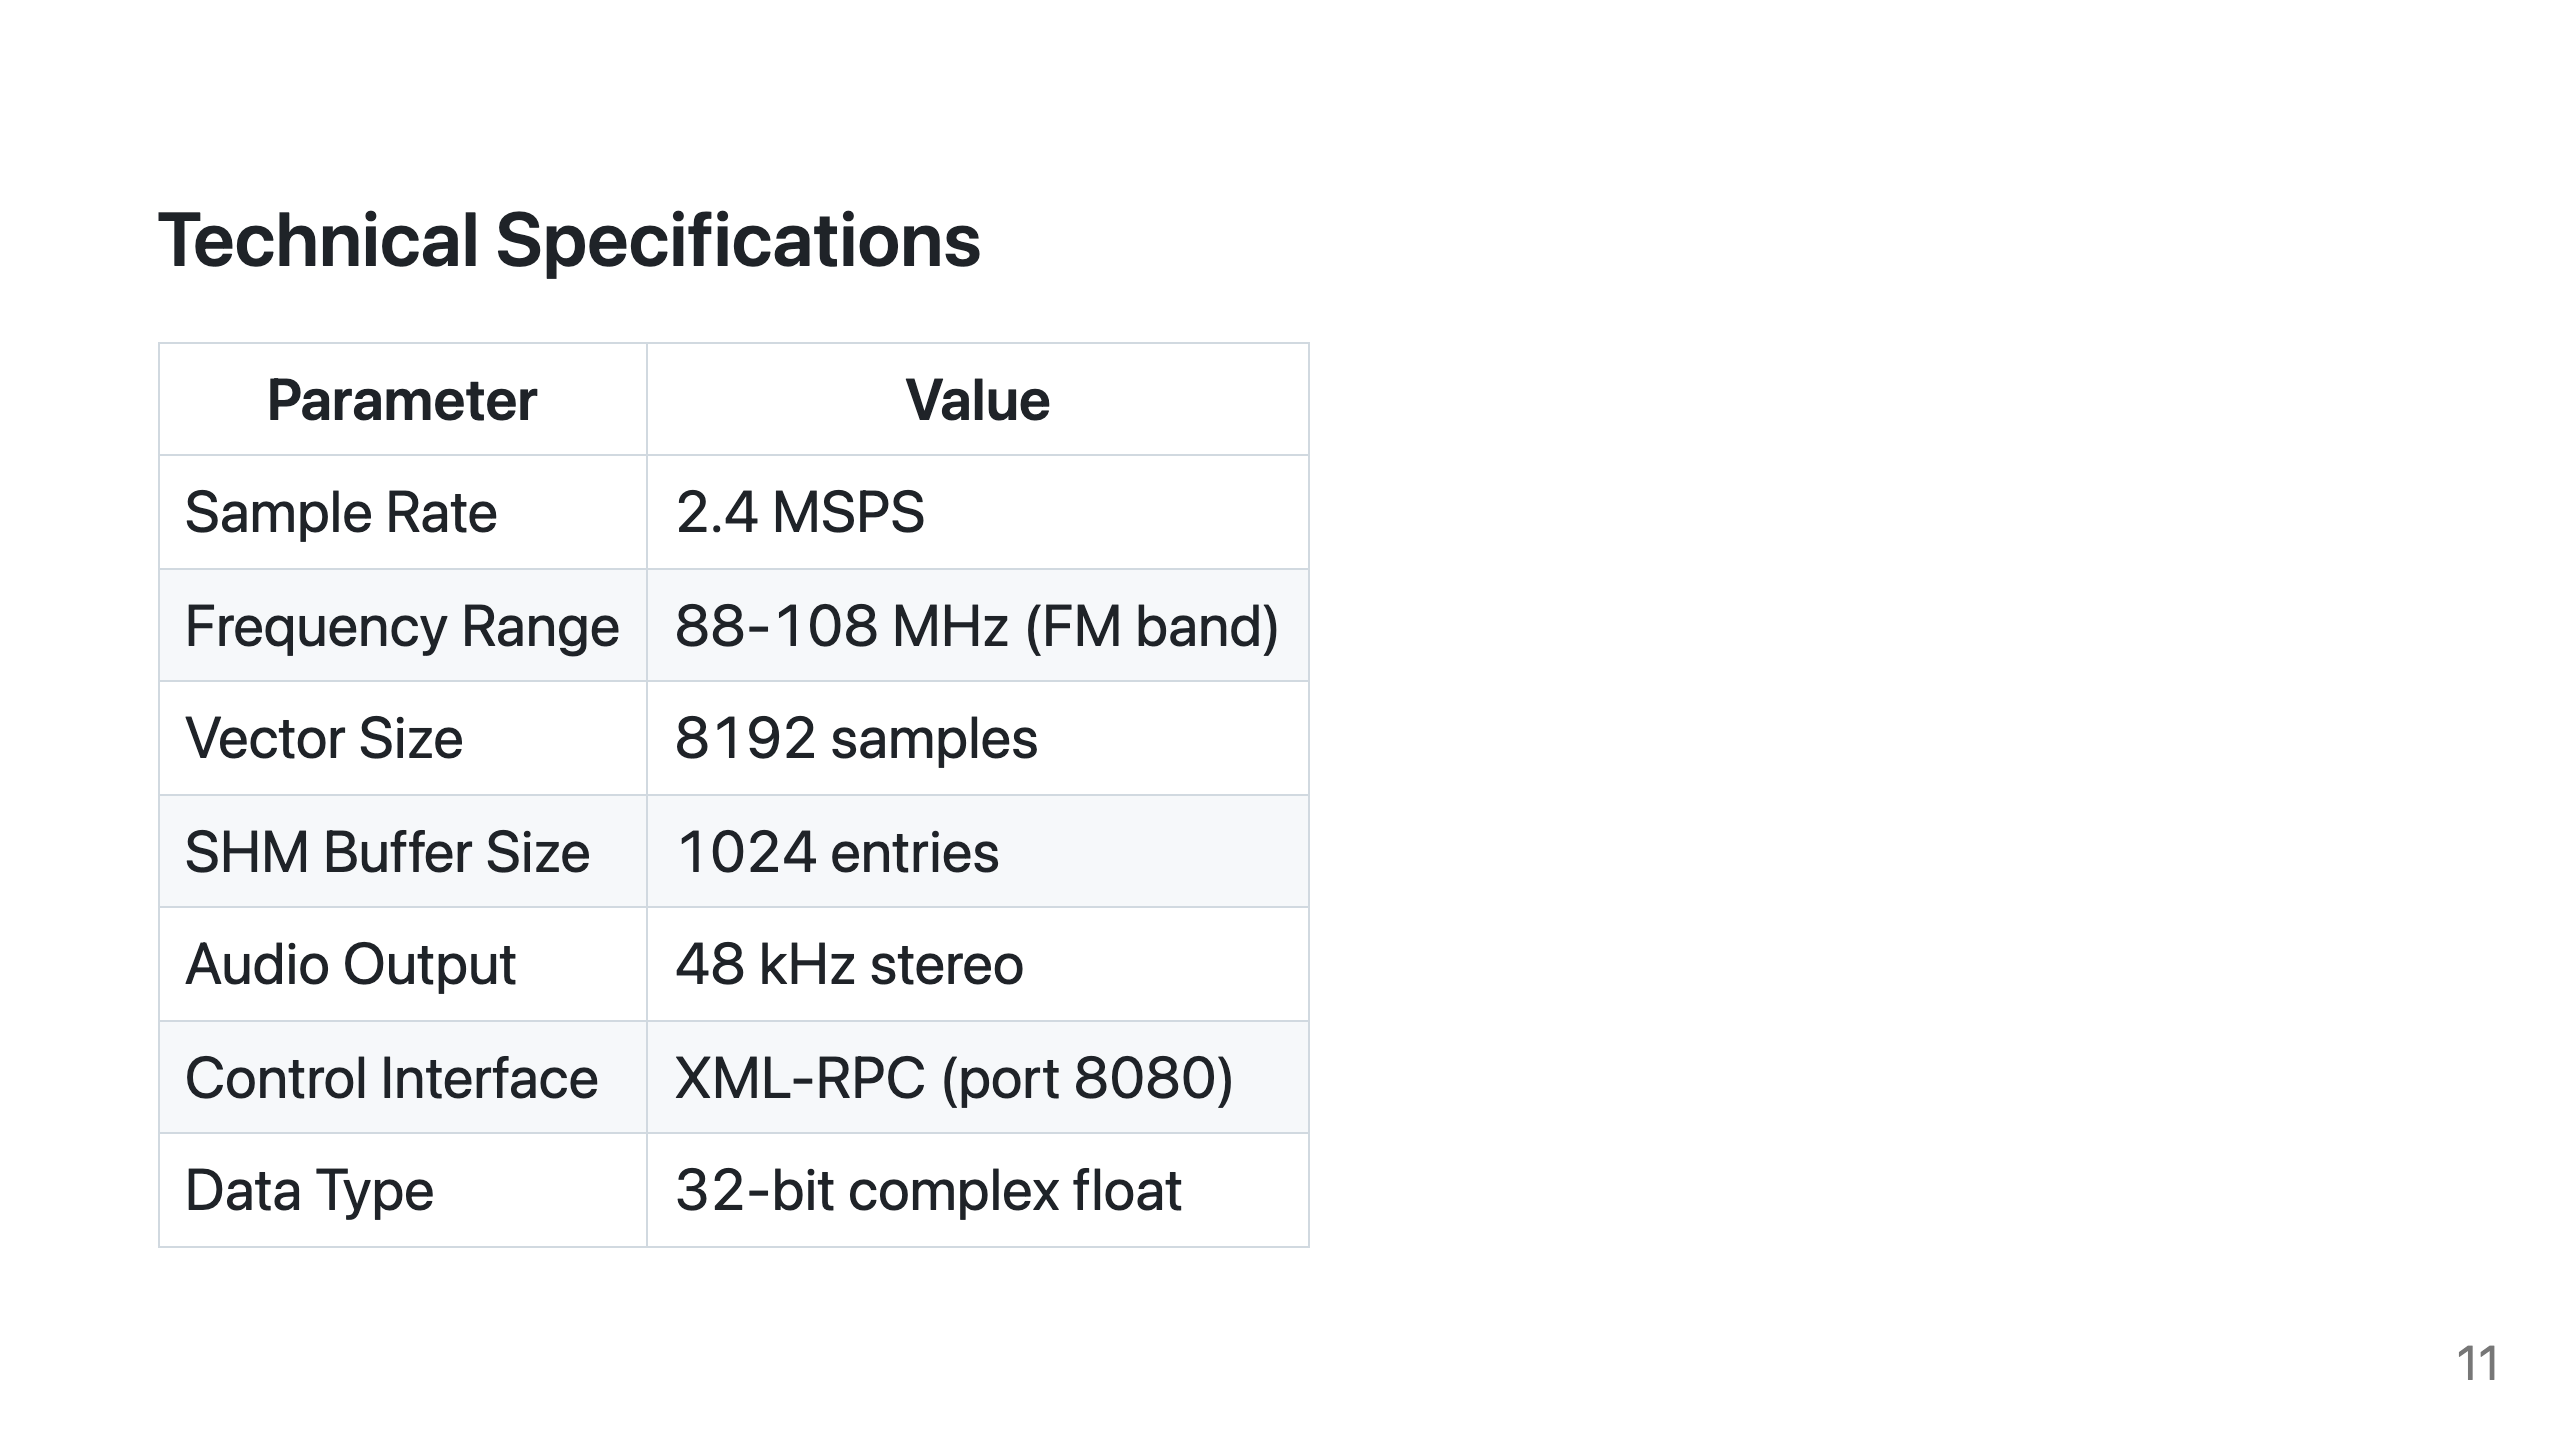 Technical Specifications
Parameter Value
Sample Rate 2.4 MSPS
Frequency Range 88-108 MHz (FM band)
Vector Size 8192 samples
SHM Buffer Size 1024 entries
Audio Output 48 kHz stereo
Control Interface XML-RPC (port 8080)
Data Type 32-bit complex float
11